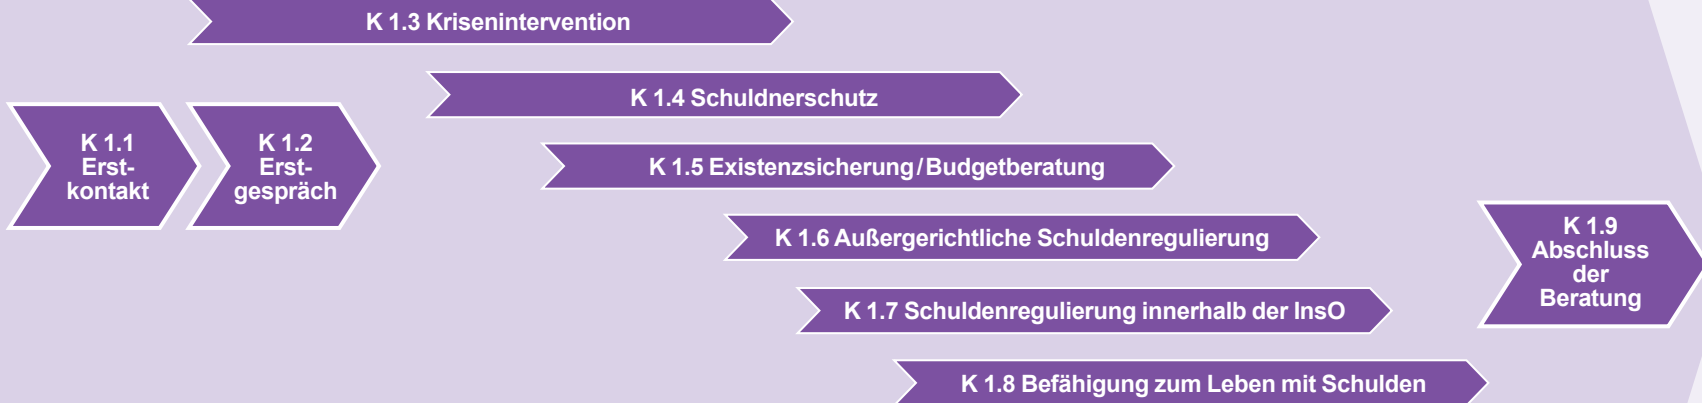 K 1.3 Krisenintervention
K 1.4 Schuldnerschutz
K 1.1
Erst-
kontakt
K 1.2
Erst-
gespräch
K 1.5 Existenzsicherung/Budgetberatung
K 1.6 Außergerichtliche Schuldenregulierung
K 1.7 Schuldenregulierung innerhalb der InsO
K 1.8 Befähigung zum Leben mit Schulden
K 1.9
Abschluss
der
Beratung